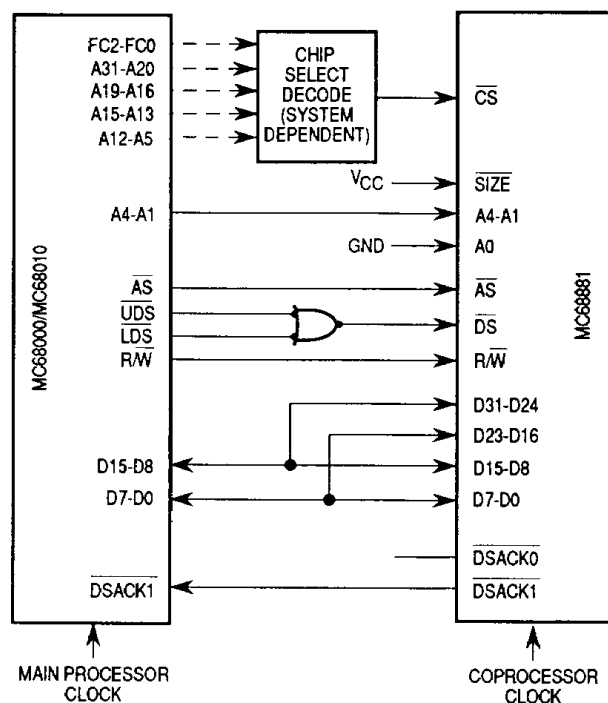 FC2-FC0
A31-A20
A19-A16
A15-A13
A12-A5
CHIP
SELECT
DECODE
(SYSTEM
DEPENDENT)
CS
VCC
SIZE
A4-A1
A4-A1
GND
A0
MC68000/MC68010
MC68881
AS
AS
UDS
DS
LDS
R/W
R/W
D31-D24
D23-D16
D15-D8
D15-D8
D7-D0
D7-D0
DSACK0
DSACK1
DSACK1
MAIN PROCESSOR
CLOCK
COPROCESSOR
CLOCK